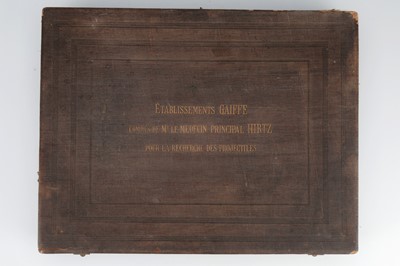 ÉTABLISSEMENTS GAIFFE
COMPAS DE Mʳ LE MÉDECIN PRINCIPAL HIRTZ
POUR LA RECHERCHE DES PROJECTILES